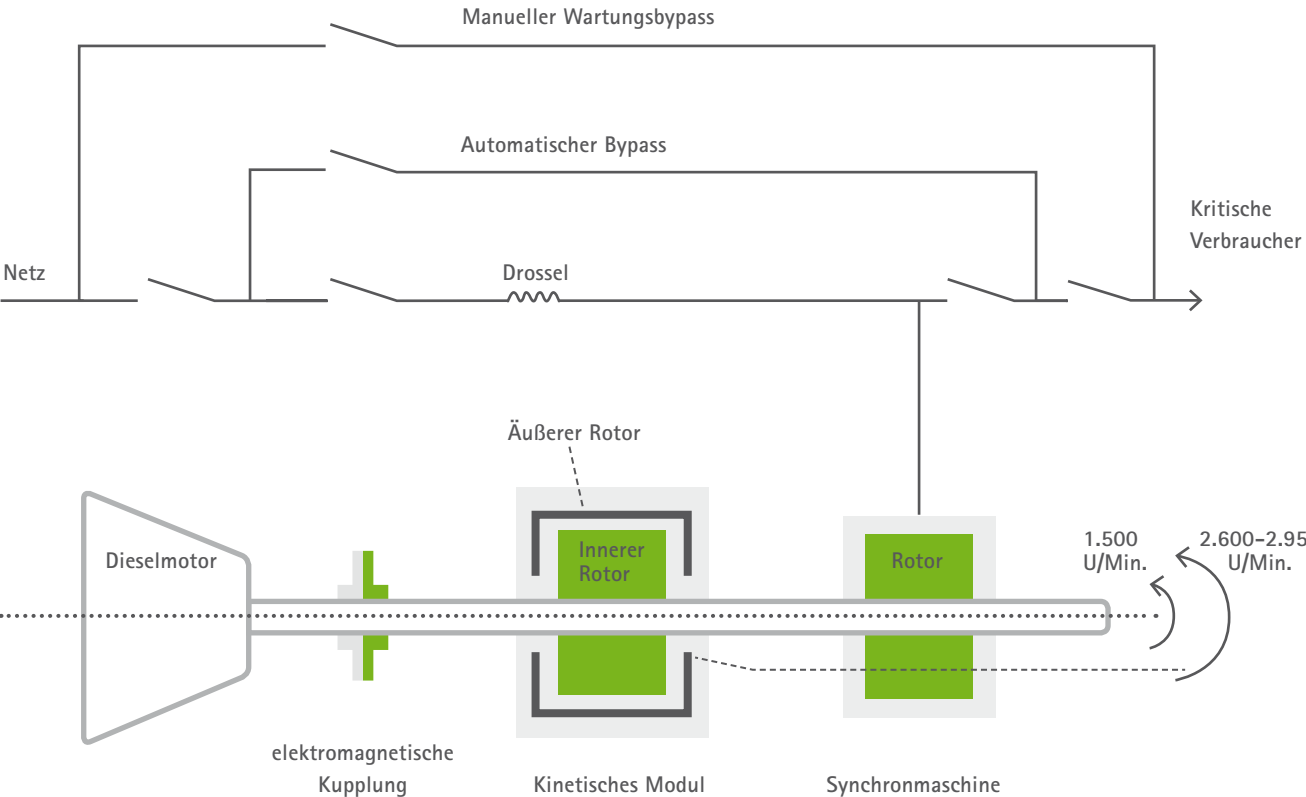 Manueller Wartungsbypass
Automatischer Bypass
Kritische
Verbraucher
Netz
Drossel
Äußerer Rotor
Dieselmotor
Innerer
Rotor
Rotor
1.500
U/Min.
2.600–2.95
U/Min.
elektromagnetische
Kupplung
Kinetisches Modul
Synchronmaschine